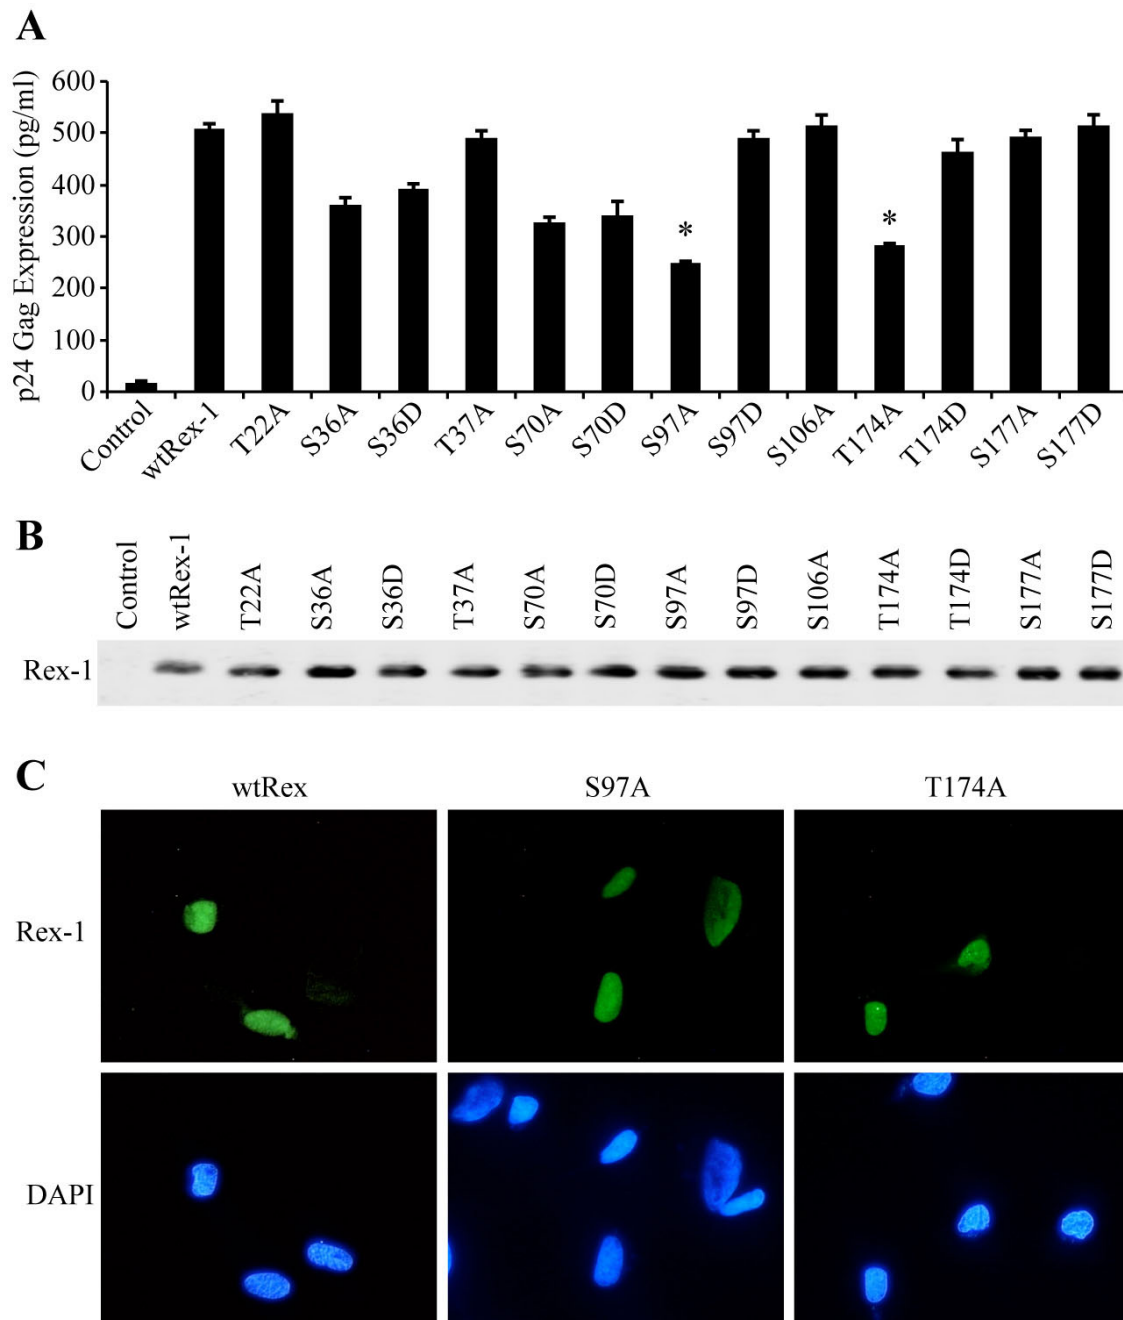 A
p24 Gag Expression (pg/ml)
600
500
400
300
200
100
0
* *
Control wtRex-1 T22A S36A S36D T37A S70A S70D S97A S97D S106A T174A T174D S177A S177D
B
Control wtRex-1 T22A S36A S36D T37A S70A S70D S97A S97D S106A T174A T174D S177A S177D
Rex-1
C
wtRex S97A T174A
Rex-1
DAPI